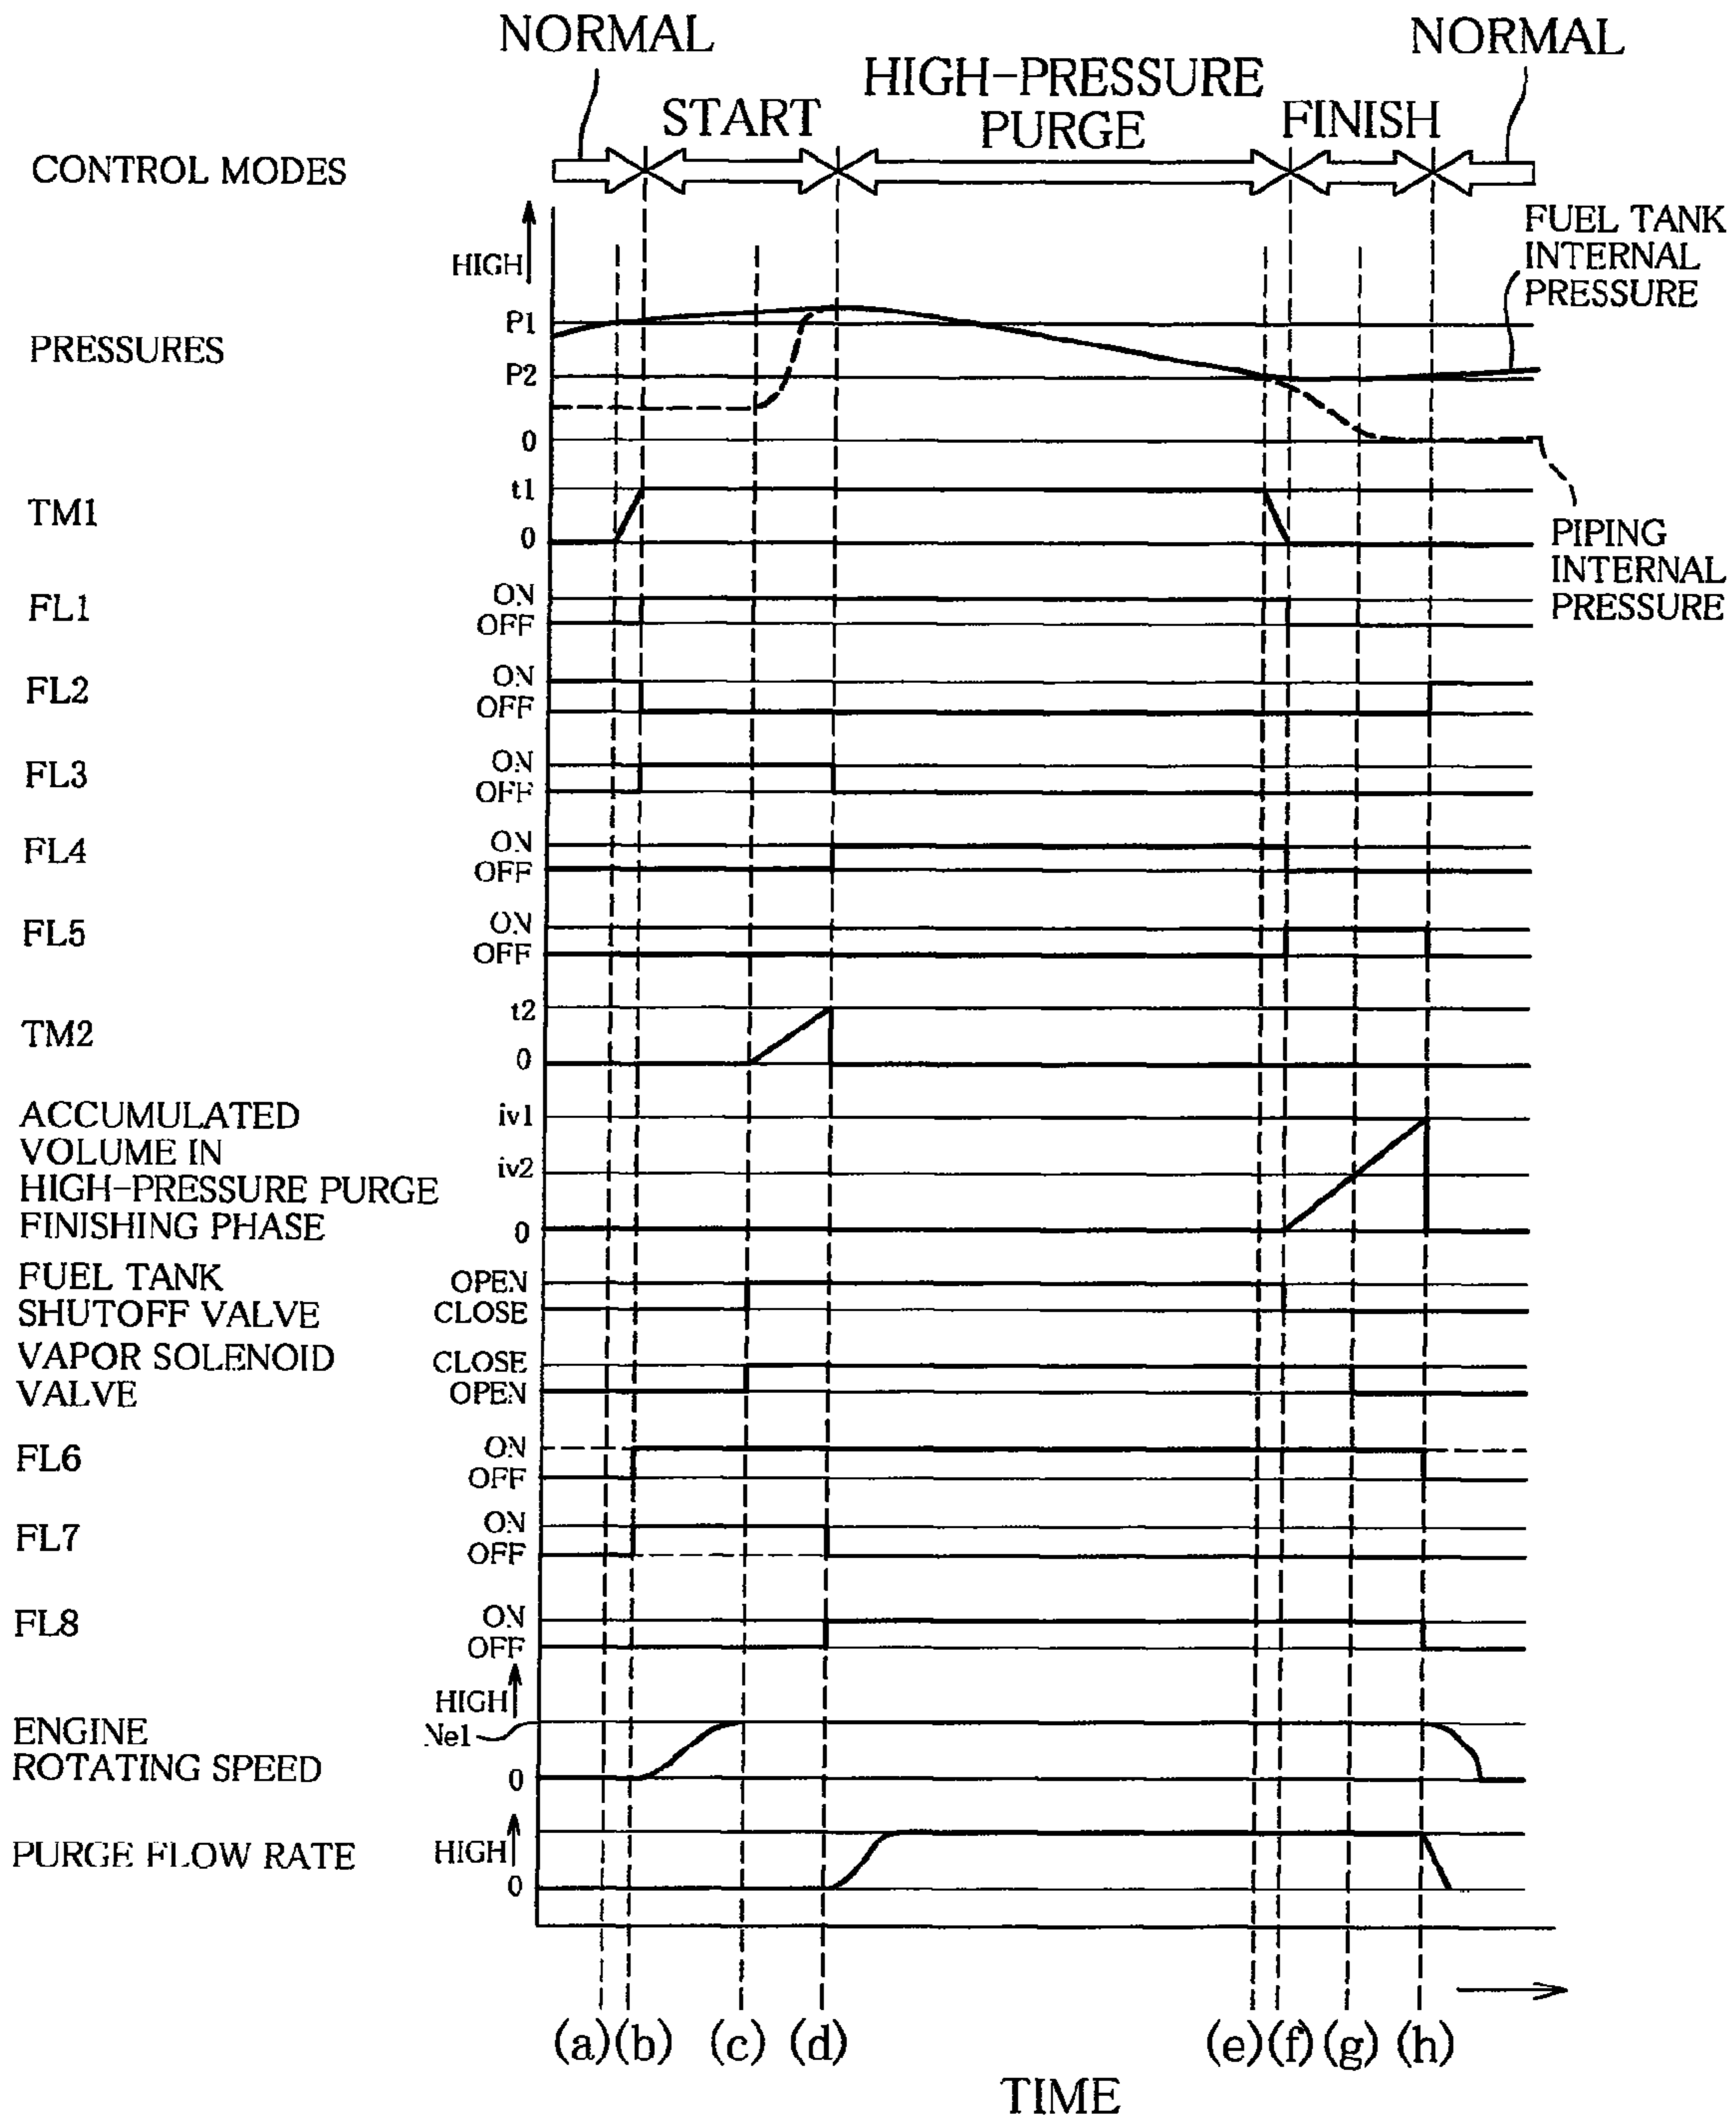 NORMAL
NORMAL
HIGH-PRESSURE
PURGE
START
FINISH
CONTROL MODES
FUEL TANK
INTERNAL
PRESSURE
HIGH
PRESSURES
P1
P2
0
TM1
t1
0
PIPING
INTERNAL
PRESSURE
FL1
ON
OFF
FL2
ON
OFF
FL3
ON
OFF
FL4
ON
OFF
FL5
ON
OFF
TM2
t2
0
ACCUMULATED
VOLUME IN
HIGH-PRESSURE PURGE
FINISHING PHASE
iv1
iv2
0
FUEL TANK
SHUTOFF VALVE
OPEN
CLOSE
VAPOR SOLENOID
VALVE
CLOSE
OPEN
FL6
ON
OFF
FL7
ON
OFF
FL8
ON
OFF
ENGINE
ROTATING SPEED
HIGH
Ne1
0
PURGE FLOW RATE
HIGH
0
(a) (b) (c) (d) (e) (f) (g) (h)
TIME